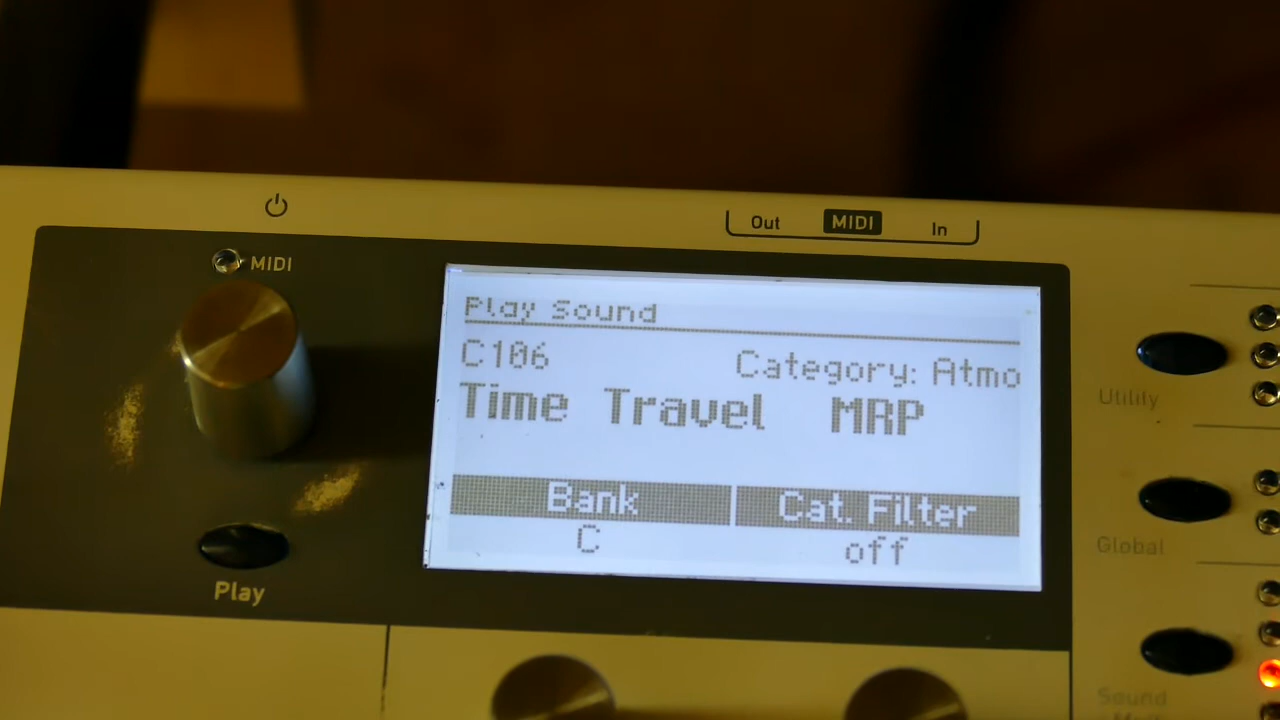 Out MIDI In
MIDI
Play Sound
C106 Category: Atmo
Time Travel MRP
Bank Cat. Filter
C off
Play
Utility
Global
Sound